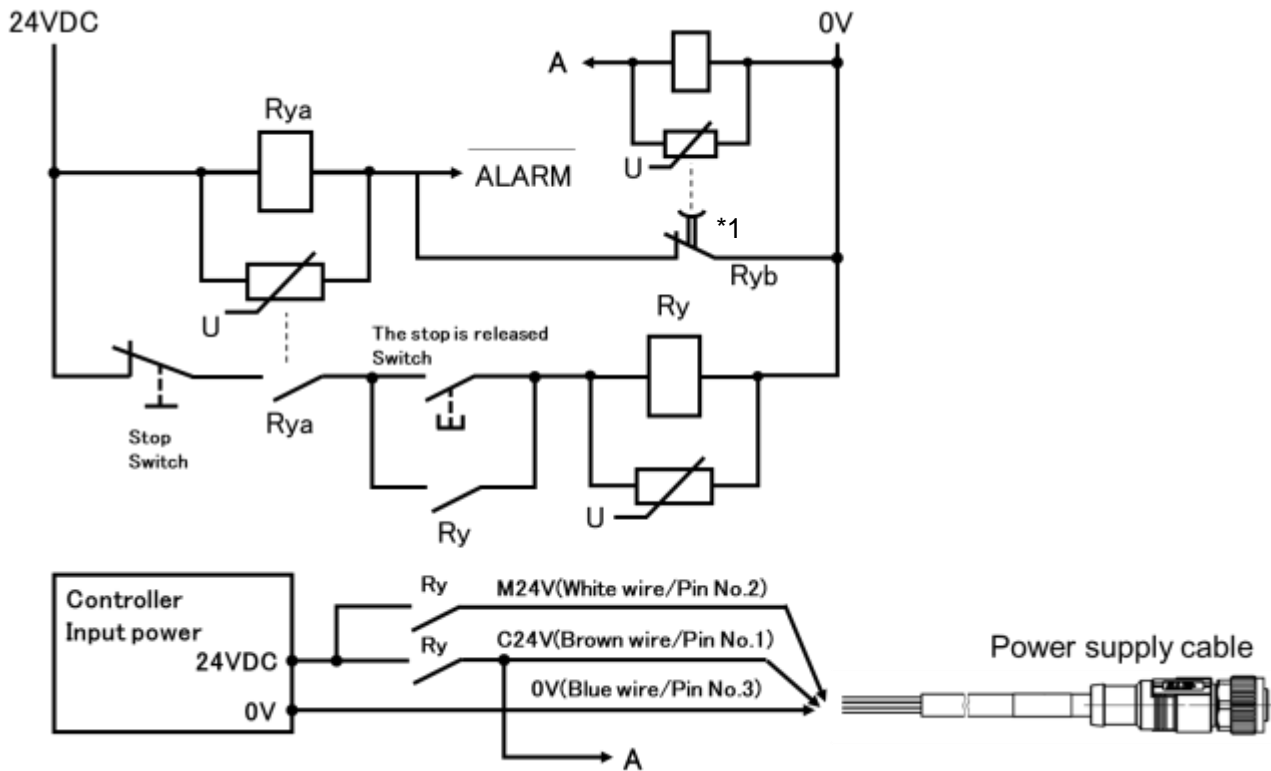 24VDC
0V
A
Rya
U
ALARM
*1
Ryb
U
The stop is released
Switch
Ry
Stop
Switch
Rya
Ry
U
Controller
Input power
24VDC
0V
Ry
M24V(White wire/Pin No.2)
Ry
C24V(Brown wire/Pin No.1)
0V(Blue wire/Pin No.3)
A
Power supply cable